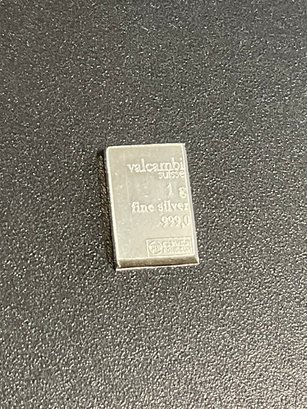 valcambi
suisse
1 g
fine silver
999,0